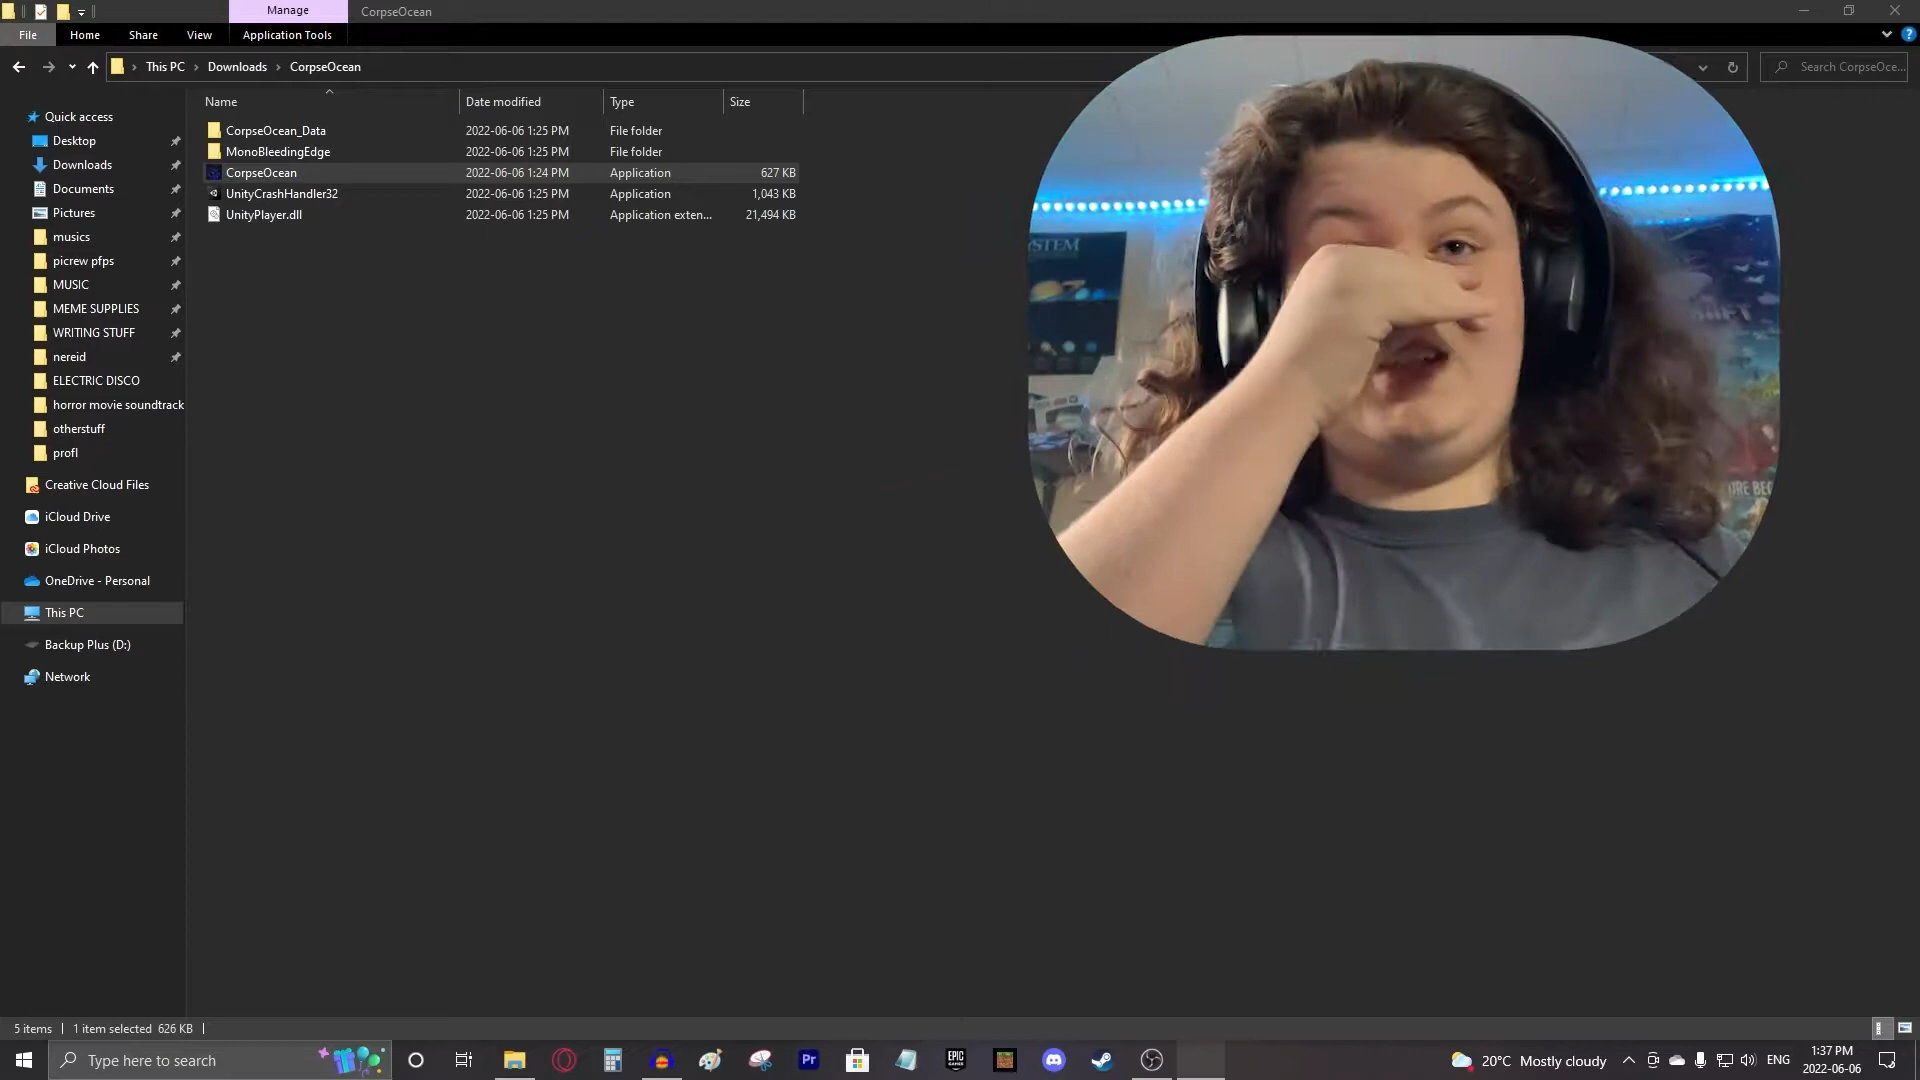 Manage
CorpseOcean
File
Home
Share
View
Application Tools
This PC
Downloads
CorpseOcean
Search CorpseOce...
Name
Date modified
Type
Size
CorpseOcean_Data
2022-06-06 1:25 PM
File folder
MonoBleedingEdge
2022-06-06 1:25 PM
File folder
CorpseOcean
2022-06-06 1:24 PM
Application
627 KB
UnityCrashHandler32
2022-06-06 1:25 PM
Application
1,043 KB
UnityPlayer.dll
2022-06-06 1:25 PM
Application exten...
21,494 KB
Quick access
Desktop
Downloads
Documents
Pictures
musics
picrew pfps
MUSIC
MEME SUPPLIES
WRITING STUFF
nereid
ELECTRIC DISCO
horror movie soundtrack
otherstuff
profl
Creative Cloud Files
iCloud Drive
iCloud Photos
OneDrive - Personal
This PC
Backup Plus (D:)
Network
STEM
URE BE
5 items
1 item selected 626 KB
Type here to search
Pr
EPIC
GAMES
20°C Mostly cloudy
ENG
1:37 PM
2022-06-06